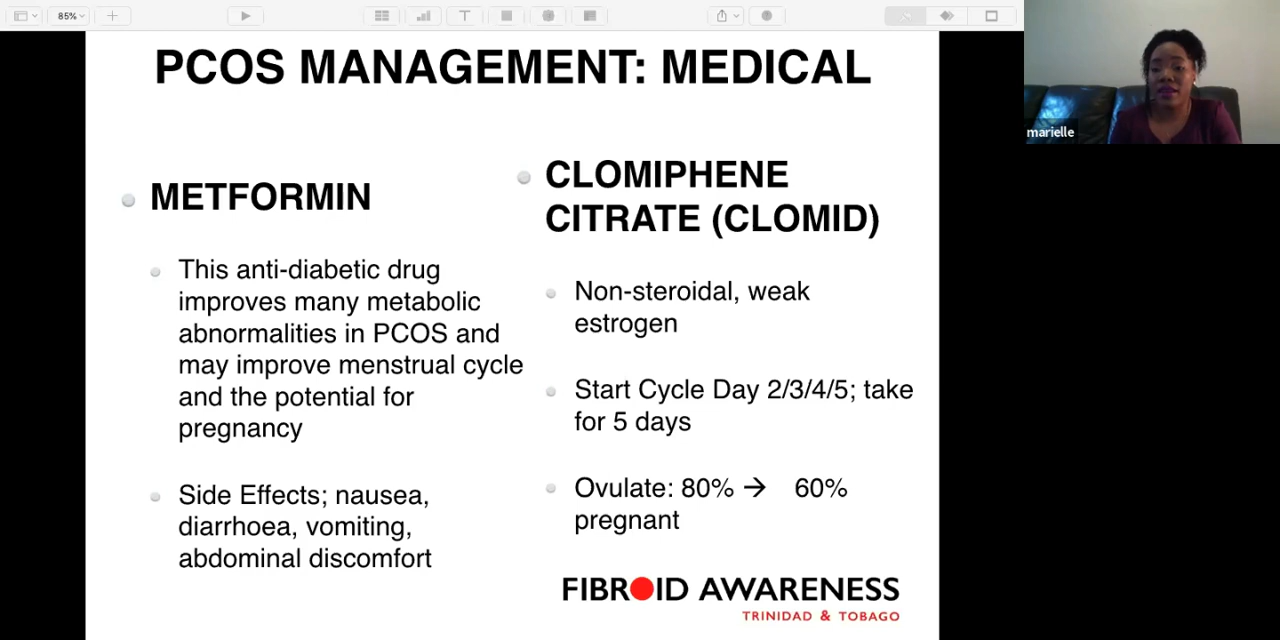 85%
PCOS MANAGEMENT: MEDICAL
marielle
METFORMIN
This anti-diabetic drug
improves many metabolic
abnormalities in PCOS and
may improve menstrual cycle
and the potential for
pregnancy
Side Effects; nausea,
diarrhoea, vomiting,
abdominal discomfort
CLOMIPHENE
CITRATE (CLOMID)
Non-steroidal, weak
estrogen
Start Cycle Day 2/3/4/5; take
for 5 days
Ovulate: 80% → 60%
pregnant
FIBROID AWARENESS
TRINIDAD & TOBAGO